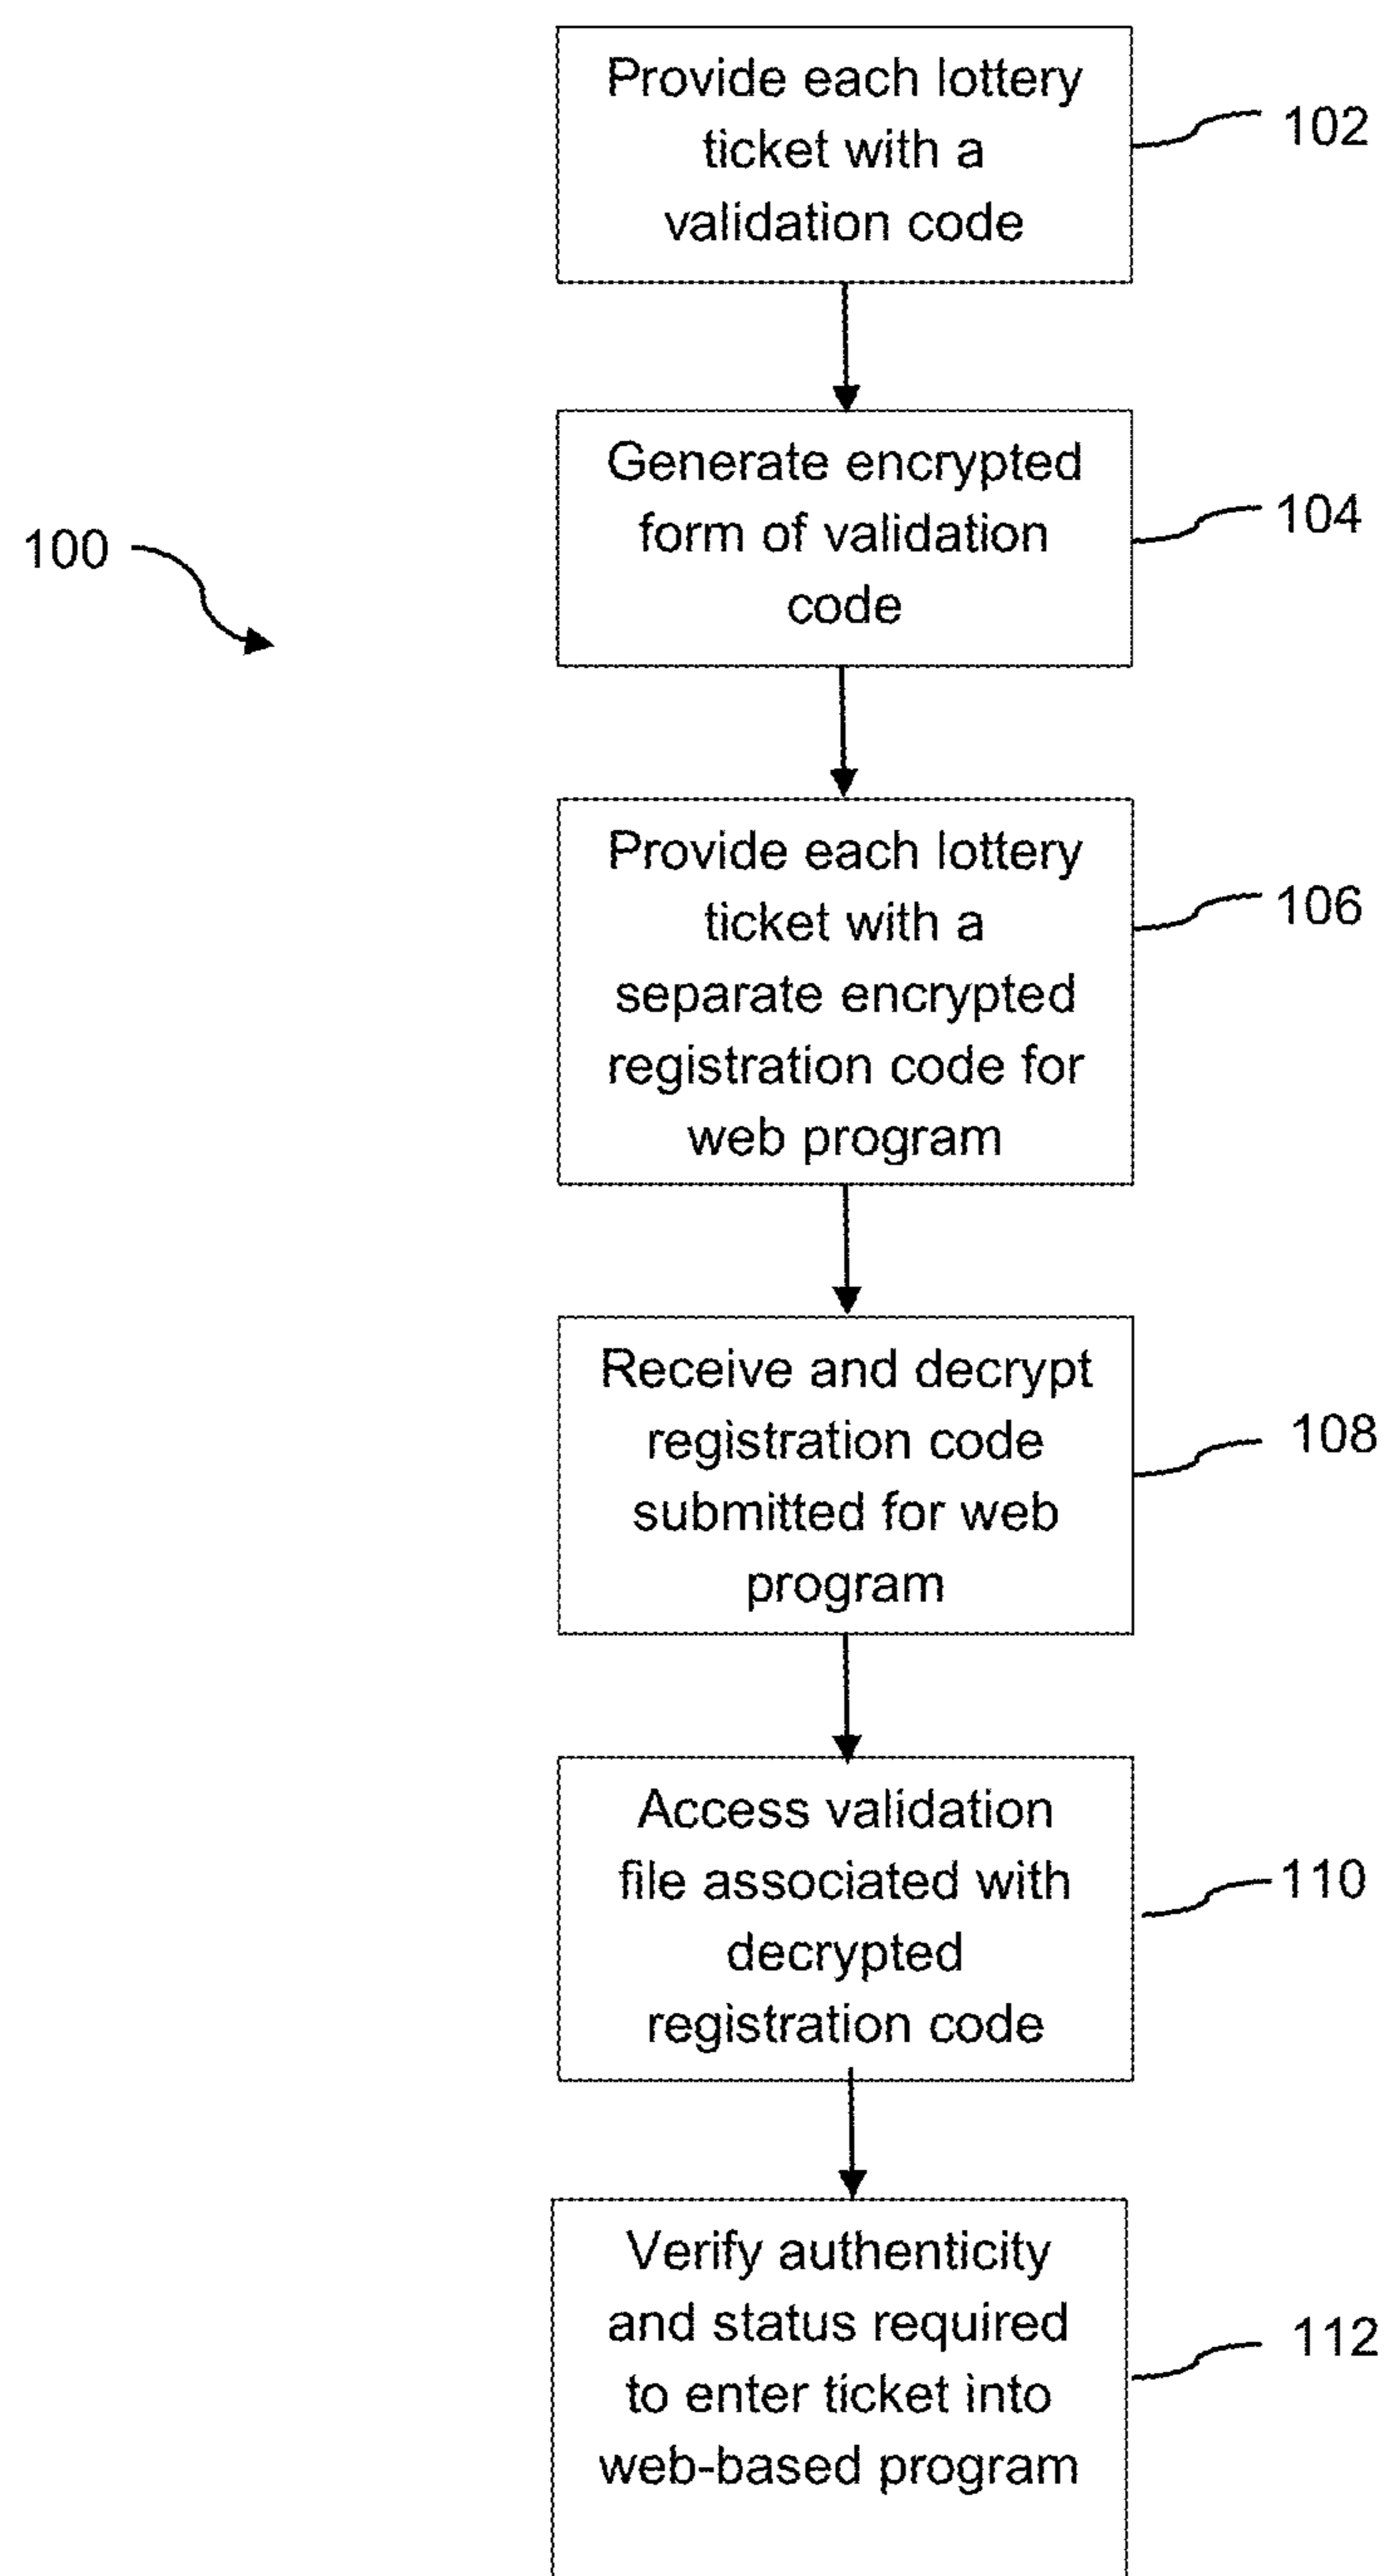 Provide each lottery
ticket with a
validation code
102
Generate encrypted
form of validation
code
104
100
Provide each lottery
ticket with a
separate encrypted
registration code for
web program
106
Receive and decrypt
registration code
submitted for web
program
108
Access validation
file associated with
decrypted
registration code
110
Verify authenticity
and status required
to enter ticket into
web-based program
112